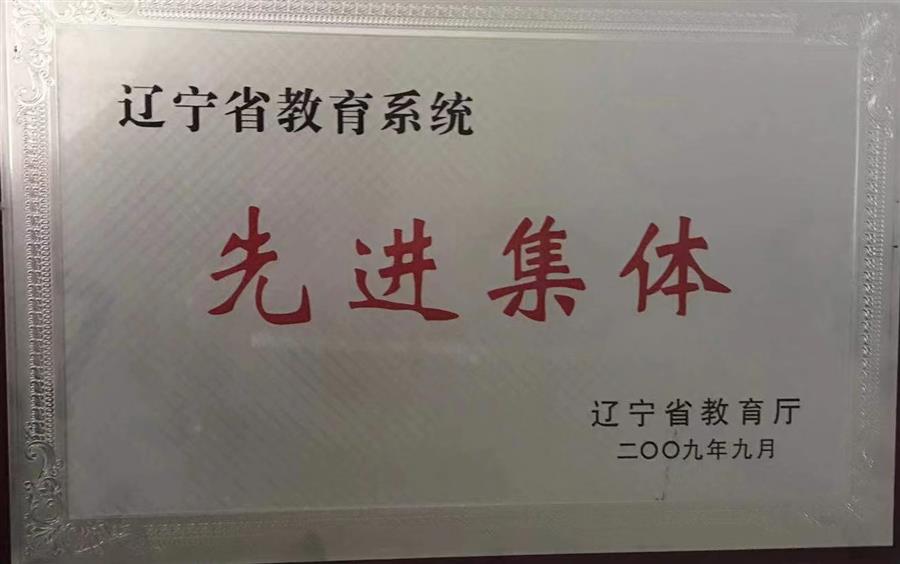 辽宁省教育系统
先进集体
辽宁省教育厅
二〇〇九年九月